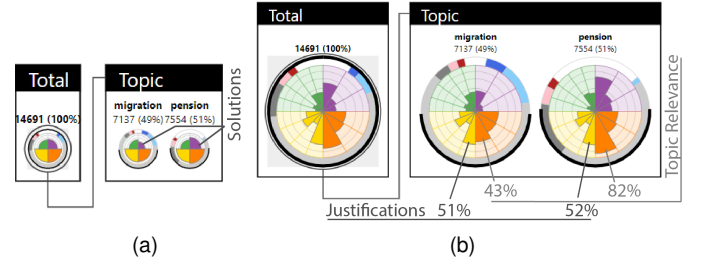 Total
Topic
14691 (100%)
migration
7137 (49%)
pension
7554 (51%)
Solutions
(a)
Total
Topic
14691 (100%)
migration
7137 (49%)
pension
7554 (51%)
Topic Relevance
43%
82%
Justifications 51%
52%
(b)